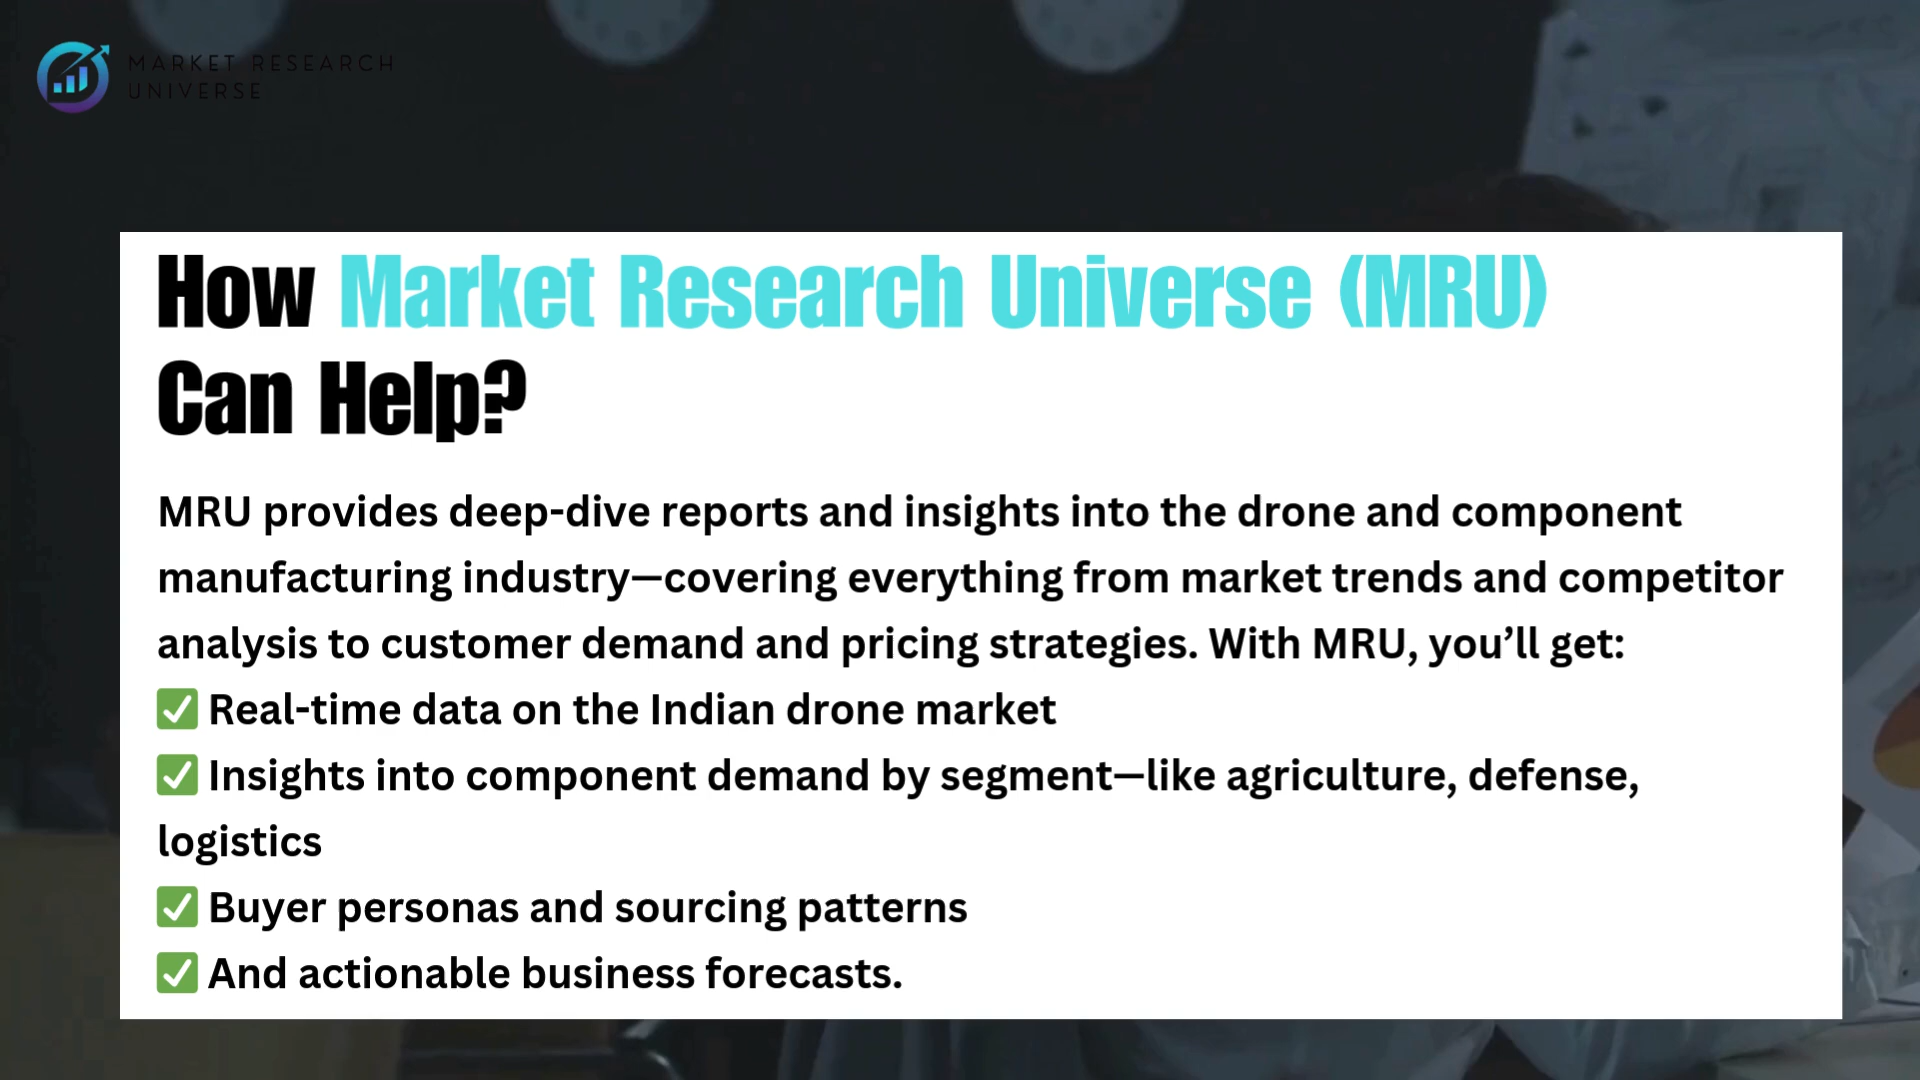 MARKET RESEARCH
UNIVERSE
How Market Research Universe (MRU)
Can Help?
MRU provides deep-dive reports and insights into the drone and component
manufacturing industry—covering everything from market trends and competitor
analysis to customer demand and pricing strategies. With MRU, you’ll get:
✅ Real-time data on the Indian drone market
✅ Insights into component demand by segment—like agriculture, defense,
logistics
✅ Buyer personas and sourcing patterns
✅ And actionable business forecasts.